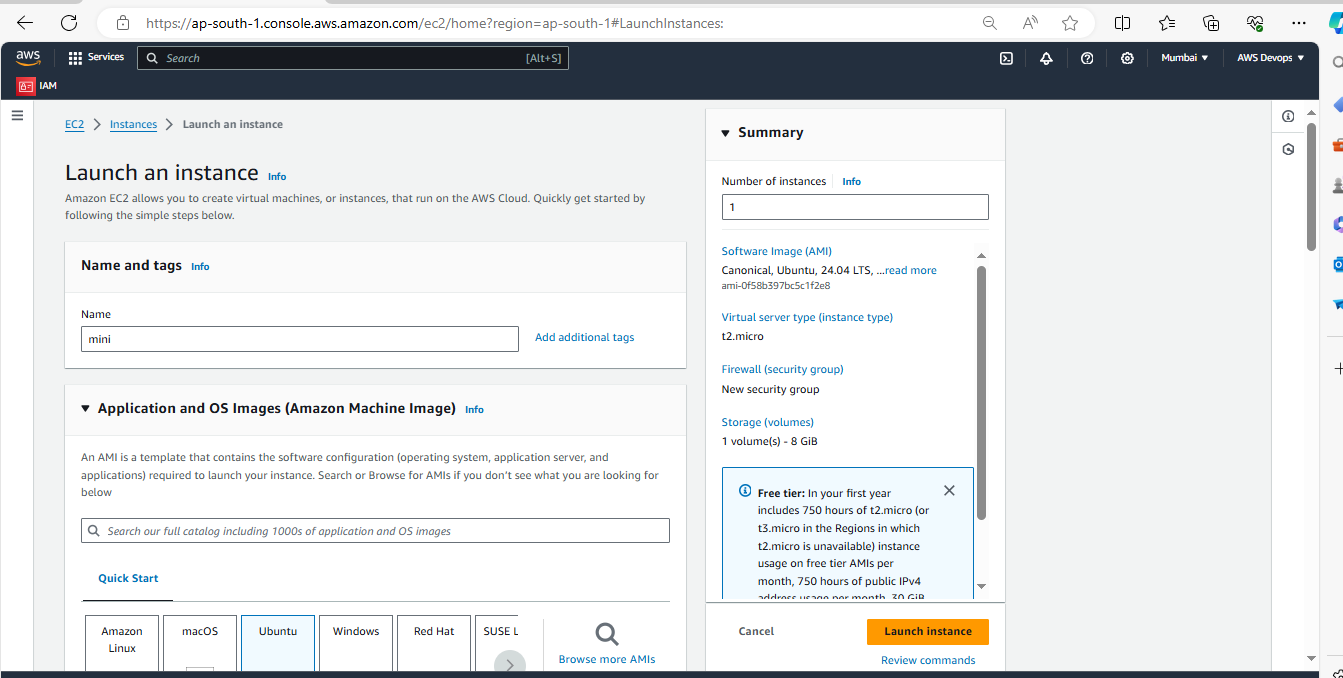 https://ap-south-1.console.aws.amazon.com/ec2/home?region=ap-south-1#LaunchInstances:
aws
Services
Search
[Alt+S]
Mumbai
AWS Devops
IAM
EC2 > Instances > Launch an instance
Launch an instance Info
Amazon EC2 allows you to create virtual machines, or instances, that run on the AWS Cloud. Quickly get started by
following the simple steps below.
Name and tags Info
Name
mini
Add additional tags
Application and OS Images (Amazon Machine Image) Info
An AMI is a template that contains the software configuration (operating system, application server, and
applications) required to launch your instance. Search or Browse for AMIs if you don't see what you are looking for
below
Search our full catalog including 1000s of application and OS images
Quick Start
Amazon
Linux
macOS
Ubuntu
Windows
Red Hat
SUSE L
Browse more AMIs
Summary
Number of instances Info
1
Software Image (AMI)
Canonical, Ubuntu, 24.04 LTS, ...read more
ami-0f58b397bc5c1f2e8
Virtual server type (instance type)
t2.micro
Firewall (security group)
New security group
Storage (volumes)
1 volume(s) - 8 GiB
Free tier: In your first year
includes 750 hours of t2.micro (or
t3.micro in the Regions in which
t2.micro is unavailable) instance
usage on free tier AMIs per
month, 750 hours of public IPv4
address usage per month, 30 GiB
Cancel
Launch instance
Review commands